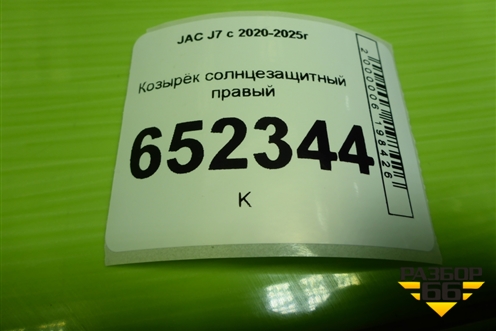 JAC J7 с 2020-2025г
Козырёк солнцезащитный
правый
652344
К
2000006198426
РАЗБОР
66